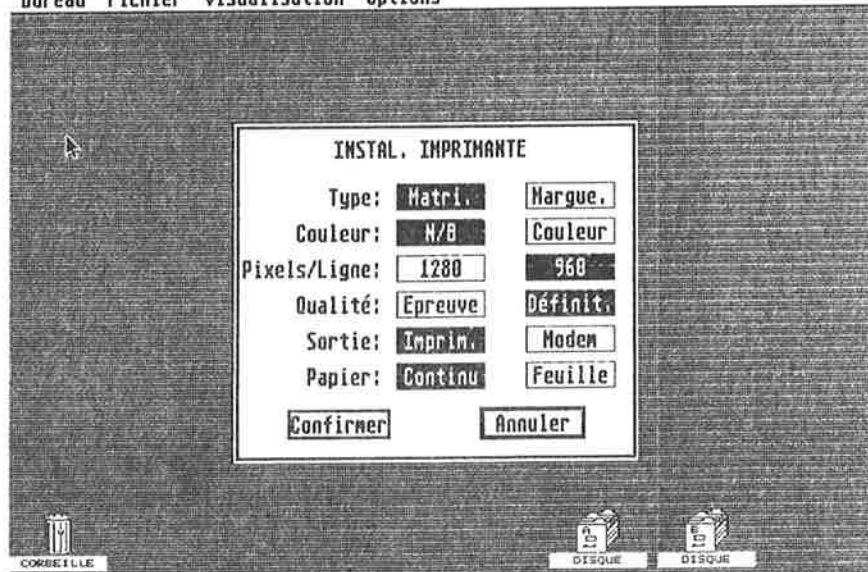 Bureau Fichier Visualisation Options
INSTAL. IMPRIMANTE
Type: Matri. Margue.
Couleur: N/B Couleur
Pixels/Ligne: 1280 960
Qualité: Epreuve Définit.
Sortie: Imprim. Modem
Papier: Continu Feuille
Confirmer Annuler
A B
CORBEILLE DISQUE DISQUE